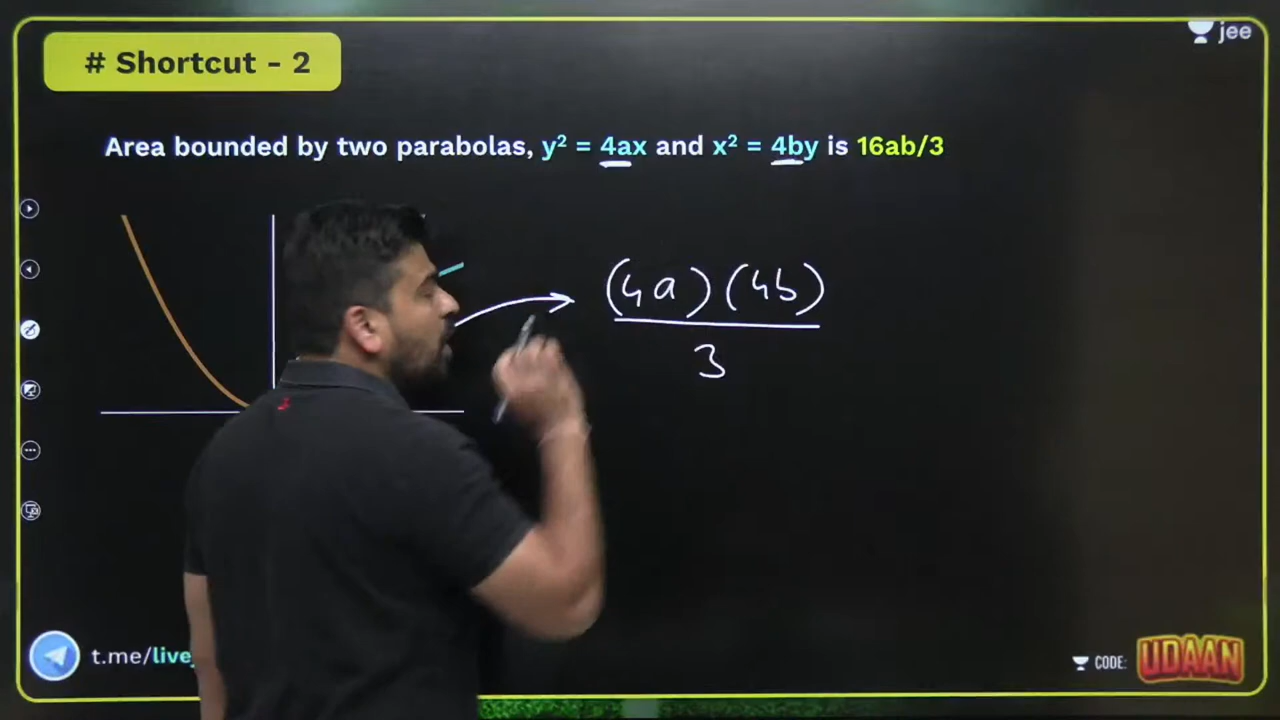 jee
# Shortcut - 2
Area bounded by two parabolas, y² = 4ax and x² = 4by is 16ab/3
(4a)(4b)
3
t.me/live
CODE: UDAAN